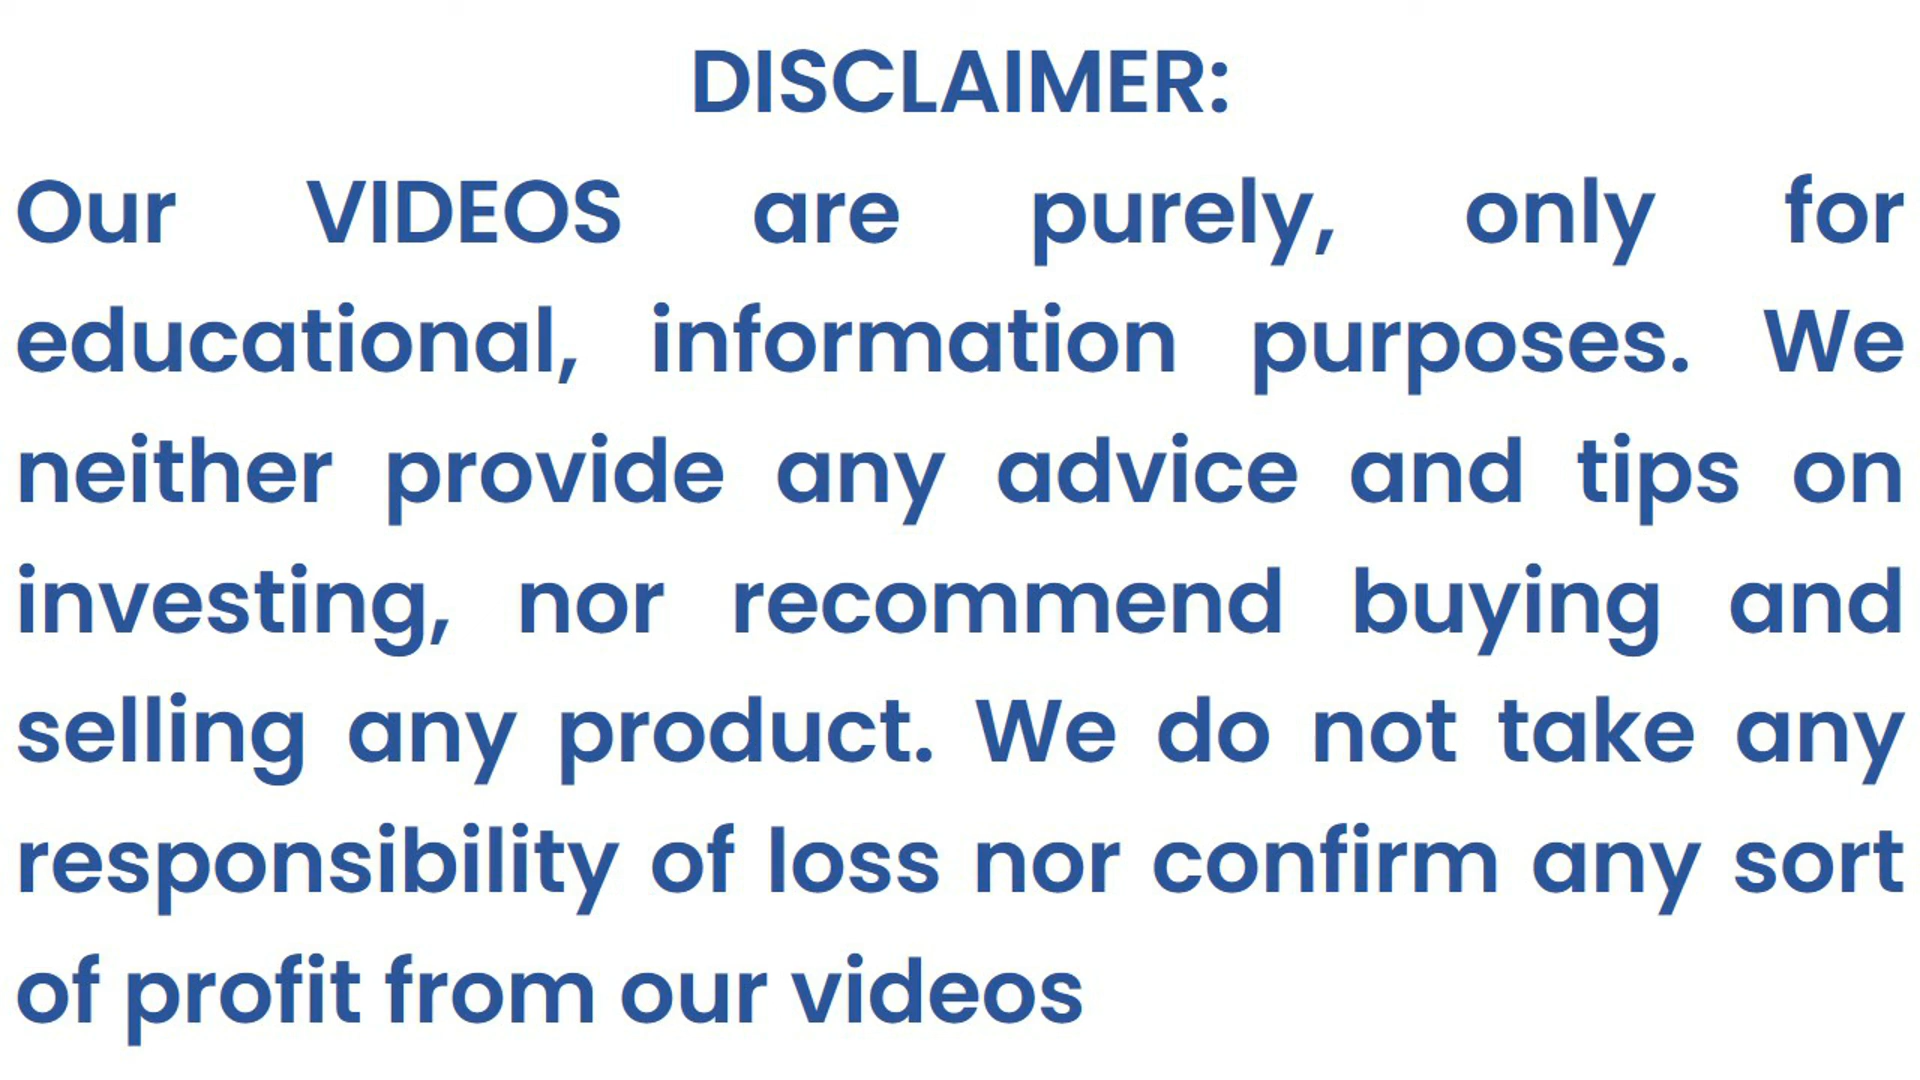 DISCLAIMER:
Our VIDEOS are purely, only for
educational, information purposes. We
neither provide any advice and tips on
investing, nor recommend buying and
selling any product. We do not take any
responsibility of loss nor confirm any sort
of profit from our videos